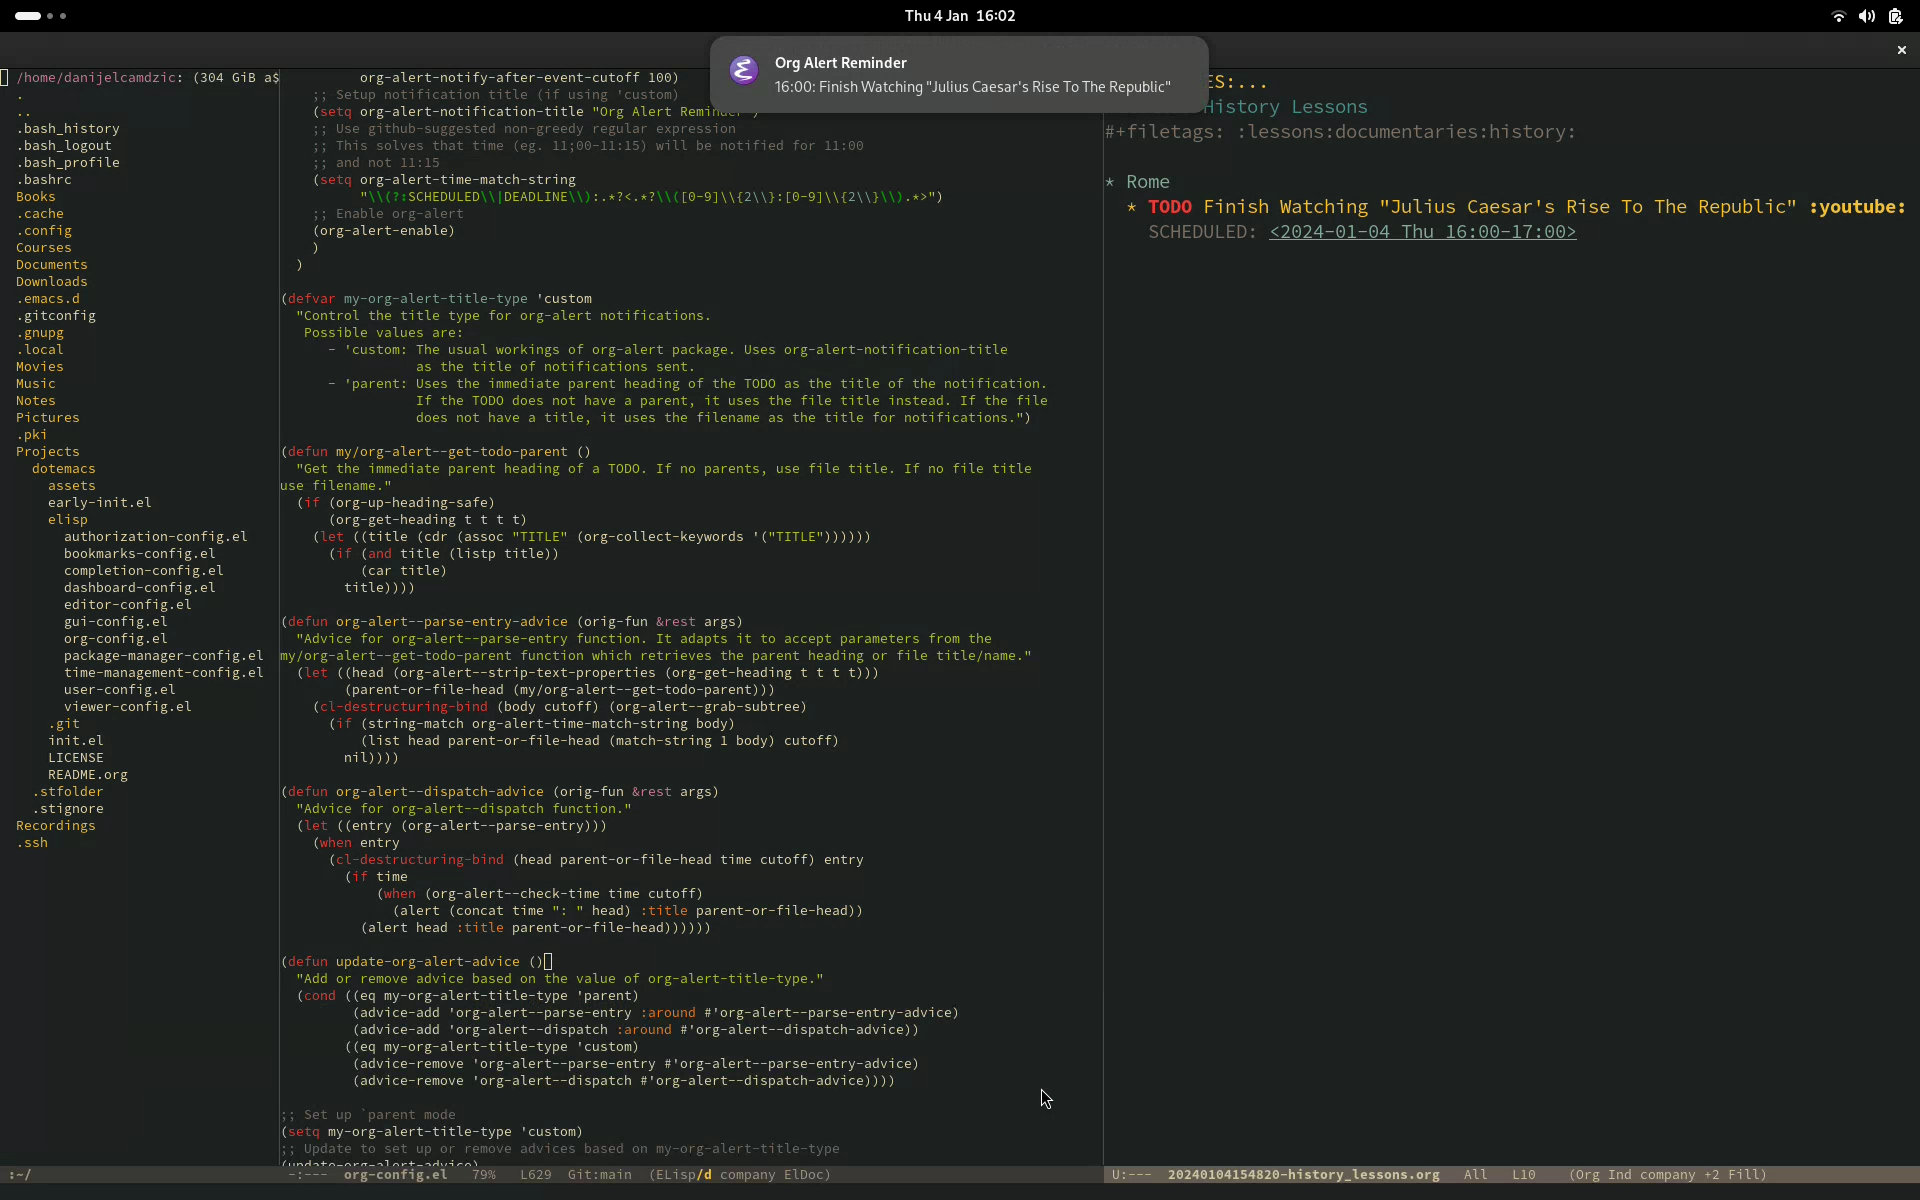 Thu 4 Jan 16:02
Org Alert Reminder
16:00: Finish Watching "Julius Caesar's Rise To The Republic"
/home/danijelcamdzic: (304 GiB a$
.
..
.bash_history
.bash_logout
.bash_profile
.bashrc
Books
.cache
.config
Courses
Documents
Downloads
.emacs.d
.gitconfig
.gnupg
.local
Movies
Music
Notes
Pictures
.pki
Projects
dotemacs
assets
early-init.el
elisp
authorization-config.el
bookmarks-config.el
completion-config.el
dashboard-config.el
editor-config.el
gui-config.el
org-config.el
package-manager-config.el
time-management-config.el
user-config.el
viewer-config.el
.git
init.el
LICENSE
README.org
.stfolder
.stignore
Recordings
.ssh
:~/
org-alert-notify-after-event-cutoff 100)
;; Setup notification title (if using 'custom)
(setq org-alert-notification-title "Org Alert Reminder")
;; Use github-suggested non-greedy regular expression
;; This solves that time (eg. 11;00-11:15) will be notified for 11:00
;; and not 11:15
(setq org-alert-time-match-string
"\\(?:SCHEDULED\\|DEADLINE\\):.*?<.*?\\([0-9]\\{2\\}:[0-9]\\{2\\}\\).*>")
;; Enable org-alert
(org-alert-enable)
)
)
(defvar my-org-alert-title-type 'custom
"Control the title type for org-alert notifications.
Possible values are:
- 'custom: The usual workings of org-alert package. Uses org-alert-notification-title
as the title of notifications sent.
- 'parent: Uses the immediate parent heading of the TODO as the title of the notification.
If the TODO does not have a parent, it uses the file title instead. If the file
does not have a title, it uses the filename as the title for notifications.")
(defun my/org-alert--get-todo-parent ()
"Get the immediate parent heading of a TODO. If no parents, use file title. If no file title
use filename."
(if (org-up-heading-safe)
(org-get-heading t t t t)
(let ((title (cdr (assoc "TITLE" (org-collect-keywords '("TITLE"))))))
(if (and title (listp title))
(car title)
title))))
(defun org-alert--parse-entry-advice (orig-fun &rest args)
"Advice for org-alert--parse-entry function. It adapts it to accept parameters from the
my/org-alert--get-todo-parent function which retrieves the parent heading or file title/name."
(let ((head (org-alert--strip-text-properties (org-get-heading t t t t)))
(parent-or-file-head (my/org-alert--get-todo-parent)))
(cl-destructuring-bind (body cutoff) (org-alert--grab-subtree)
(if (string-match org-alert-time-match-string body)
(list head parent-or-file-head (match-string 1 body) cutoff)
nil))))
(defun org-alert--dispatch-advice (orig-fun &rest args)
"Advice for org-alert--dispatch function."
(let ((entry (org-alert--parse-entry)))
(when entry
(cl-destructuring-bind (head parent-or-file-head time cutoff) entry
(if time
(when (org-alert--check-time time cutoff)
(alert (concat time ": " head) :title parent-or-file-head))
(alert head :title parent-or-file-head))))))
(defun update-org-alert-advice ()
"Add or remove advice based on the value of org-alert-title-type."
(cond ((eq my-org-alert-title-type 'parent)
(advice-add 'org-alert--parse-entry :around #'org-alert--parse-entry-advice)
(advice-add 'org-alert--dispatch :around #'org-alert--dispatch-advice))
((eq my-org-alert-title-type 'custom)
(advice-remove 'org-alert--parse-entry #'org-alert--parse-entry-advice)
(advice-remove 'org-alert--dispatch #'org-alert--dispatch-advice))))
;; Set up `parent mode
(setq my-org-alert-title-type 'custom)
;; Update to set up or remove advices based on my-org-alert-title-type
(update-org-alert-advice)
-:--- org-config.el 79% L629 Git:main (ELisp/d company ElDoc)
ES:...
History Lessons
#+filetags: :lessons:documentaries:history:
* Rome
* TODO Finish Watching "Julius Caesar's Rise To The Republic" :youtube:
SCHEDULED: <2024-01-04 Thu 16:00-17:00>
U:--- 20240104154820-history_lessons.org All L10 (Org Ind company +2 Fill)